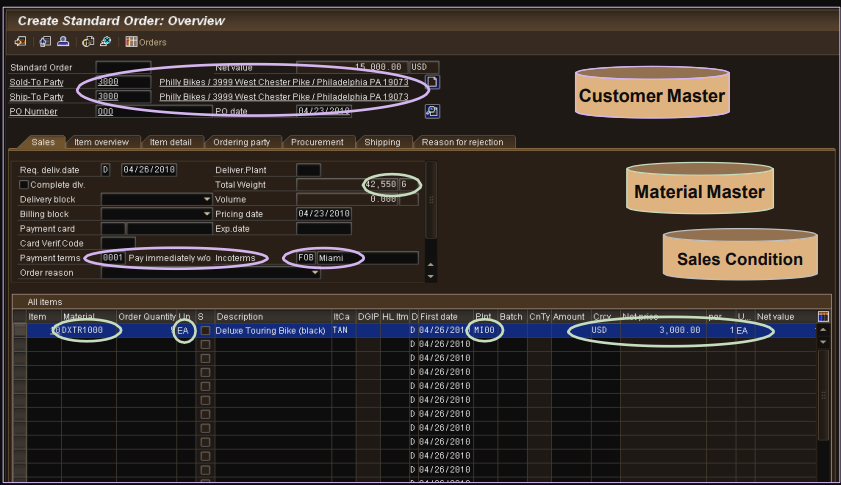 Create Standard Order: Overview
Orders
Standard Order Net value 15,000.00 USD
Sold-To Party 3000 Philly Bikes / 3999 West Chester Pike / Philadelphia PA 19073
Ship-To Party 3000 Philly Bikes / 3999 West Chester Pike / Philadelphia PA 19073
PO Number 000 PO date 04/23/2010
Customer Master
Sales Item overview Item detail Ordering party Procurement Shipping Reason for rejection
Req. deliv.date D 04/26/2010 Deliver.Plant
Complete dlv. Total Weight 42,550 G
Delivery block Volume 0.000
Billing block Pricing date 04/23/2010
Payment card Exp.date
Card Verif.Code
Payment terms 0001 Pay immediately w/o Incoterms FOB Miami
Order reason
Material Master
Sales Condition
All items
Item Material Order Quantity Un S Description ItCa DGIP HL Itm D First date Plnt Batch CnTy Amount Crcy Net price per U.. Net value
DXTR1000 EA Deluxe Touring Bike (black) TAN D 04/26/2010 MI00 USD 3,000.00 1 EA
D 04/26/2010
D 04/26/2010
D 04/26/2010
D 04/26/2010
D 04/26/2010
D 04/26/2010
D 04/26/2010
D 04/26/2010
D 04/26/2010
D 04/26/2010
D 04/26/2010